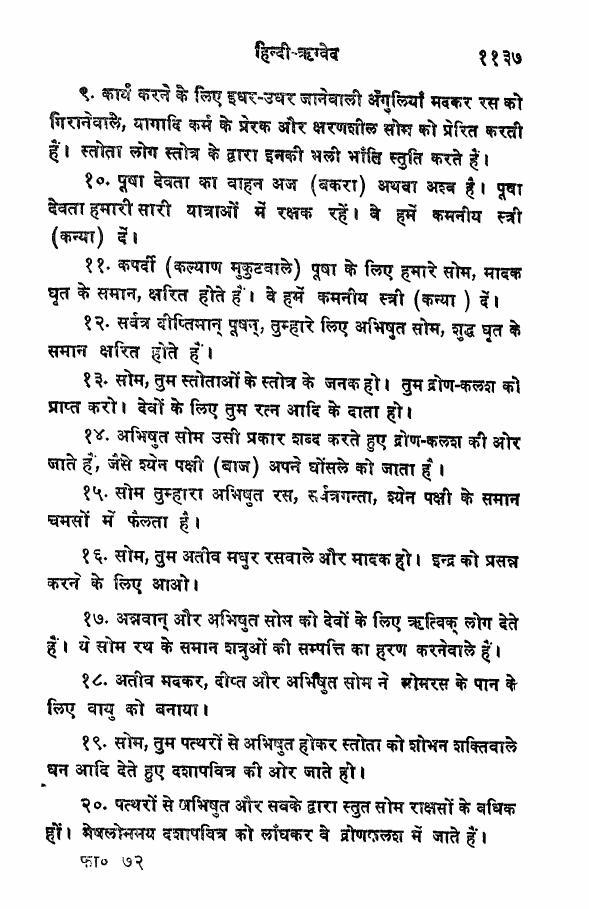 हिन्दी-ऋग्वेद ११३७
९. कार्य करने के लिए इधर-उधर जानेवाली अँगुलियाँ मदकर रस को
गिरानेवाले, यागादि कर्म के प्रेरक और क्षरणशील सोम को प्रेरित करती
हैं। स्तोता लोग स्तोत्र के द्वारा इनकी भली भाँति स्तुति करते हैं।
१०. पूषा देवता का वाहन अज (बकरा) अथवा अश्व है। पूषा
देवता हमारी सारी यात्राओं में रक्षक रहें। वे हमें कमनीय स्त्री
(कन्या) दें।
११. कपर्दी (कल्याण मुकुटवाले) पूषा के लिए हमारे सोम, मादक
घृत के समान, क्षरित होते हैं। वे हमें कमनीय स्त्री (कन्या ) दें।
१२. सर्वत्र दीप्तिमान् पूषन्, तुम्हारे लिए अभिषुत सोम, शुद्ध घृत के
समान क्षरित होते हैं।
१३. सोम, तुम स्तोताओं के स्तोत्र के जनक हो। तुम द्रोण-कलश को
प्राप्त करो। देवों के लिए तुम रत्न आदि के दाता हो।
१४. अभिषुत सोम उसी प्रकार शब्द करते हुए द्रोण-कलश की ओर
जाते हैं, जैसे श्येन पक्षी (बाज) अपने घोंसले को जाता है।
१५. सोम तुम्हारा अभिषुत रस, सर्वत्रगन्ता, श्येन पक्षी के समान
चमसों में फैलता है।
१६. सोम, तुम अतीव मधुर रसवाले और मादक हो। इन्द्र को प्रसन्न
करने के लिए आओ।
१७. अन्नवान् और अभिषुत सोम को देवों के लिए ऋत्विक् लोग देते
हैं। ये सोम रथ के समान शत्रुओं की सम्पत्ति का हरण करनेवाले हैं।
१८. अतीव मदकर, दीप्त और अभिषुत सोम ने सोमरस के पान के
लिए वायु को बनाया।
१९. सोम, तुम पत्थरों से अभिषुत होकर स्तोता को शोभन शक्तिवाले
धन आदि देते हुए दशापवित्र की ओर जाते हो।
२०. पत्थरों से अभिषुत और सबके द्वारा स्तुत सोम राक्षसों के बधिक
हों। मेषलोममय दशापवित्र को लाँघकर वे द्रोणकलश में जाते हैं।
फा० ७२